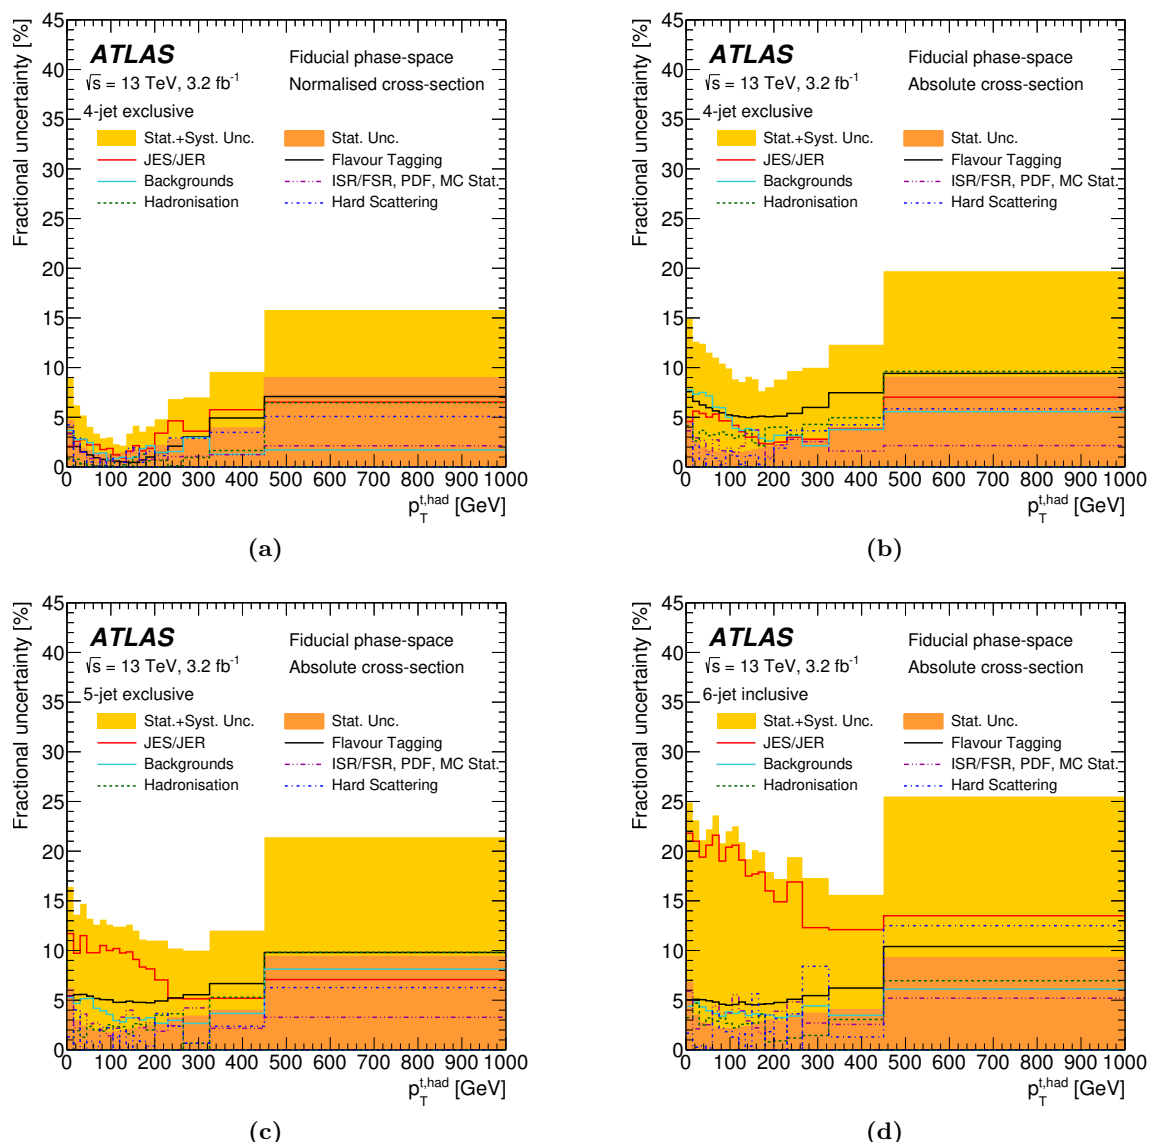 Fractional uncertainty [%]
45
40
35
30
25
20
15
10
5
0
ATLAS
Fiducial phase-space
√s = 13 TeV, 3.2 fb⁻¹
Normalised cross-section
4-jet exclusive
Stat.+Syst. Unc.
Stat. Unc.
JES/JER
Flavour Tagging
Backgrounds
ISR/FSR, PDF, MC Stat.
Hadronisation
Hard Scattering
0 100 200 300 400 500 600 700 800 900 1000
p_T^{t,had} [GeV]
(a)
Fractional uncertainty [%]
45
40
35
30
25
20
15
10
5
0
ATLAS
Fiducial phase-space
√s = 13 TeV, 3.2 fb⁻¹
Absolute cross-section
4-jet exclusive
Stat.+Syst. Unc.
Stat. Unc.
JES/JER
Flavour Tagging
Backgrounds
ISR/FSR, PDF, MC Stat.
Hadronisation
Hard Scattering
0 100 200 300 400 500 600 700 800 900 1000
p_T^{t,had} [GeV]
(b)
Fractional uncertainty [%]
45
40
35
30
25
20
15
10
5
0
ATLAS
Fiducial phase-space
√s = 13 TeV, 3.2 fb⁻¹
Absolute cross-section
5-jet exclusive
Stat.+Syst. Unc.
Stat. Unc.
JES/JER
Flavour Tagging
Backgrounds
ISR/FSR, PDF, MC Stat.
Hadronisation
Hard Scattering
0 100 200 300 400 500 600 700 800 900 1000
p_T^{t,had} [GeV]
(c)
Fractional uncertainty [%]
45
40
35
30
25
20
15
10
5
0
ATLAS
Fiducial phase-space
√s = 13 TeV, 3.2 fb⁻¹
Absolute cross-section
6-jet inclusive
Stat.+Syst. Unc.
Stat. Unc.
JES/JER
Flavour Tagging
Backgrounds
ISR/FSR, PDF, MC Stat.
Hadronisation
Hard Scattering
0 100 200 300 400 500 600 700 800 900 1000
p_T^{t,had} [GeV]
(d)